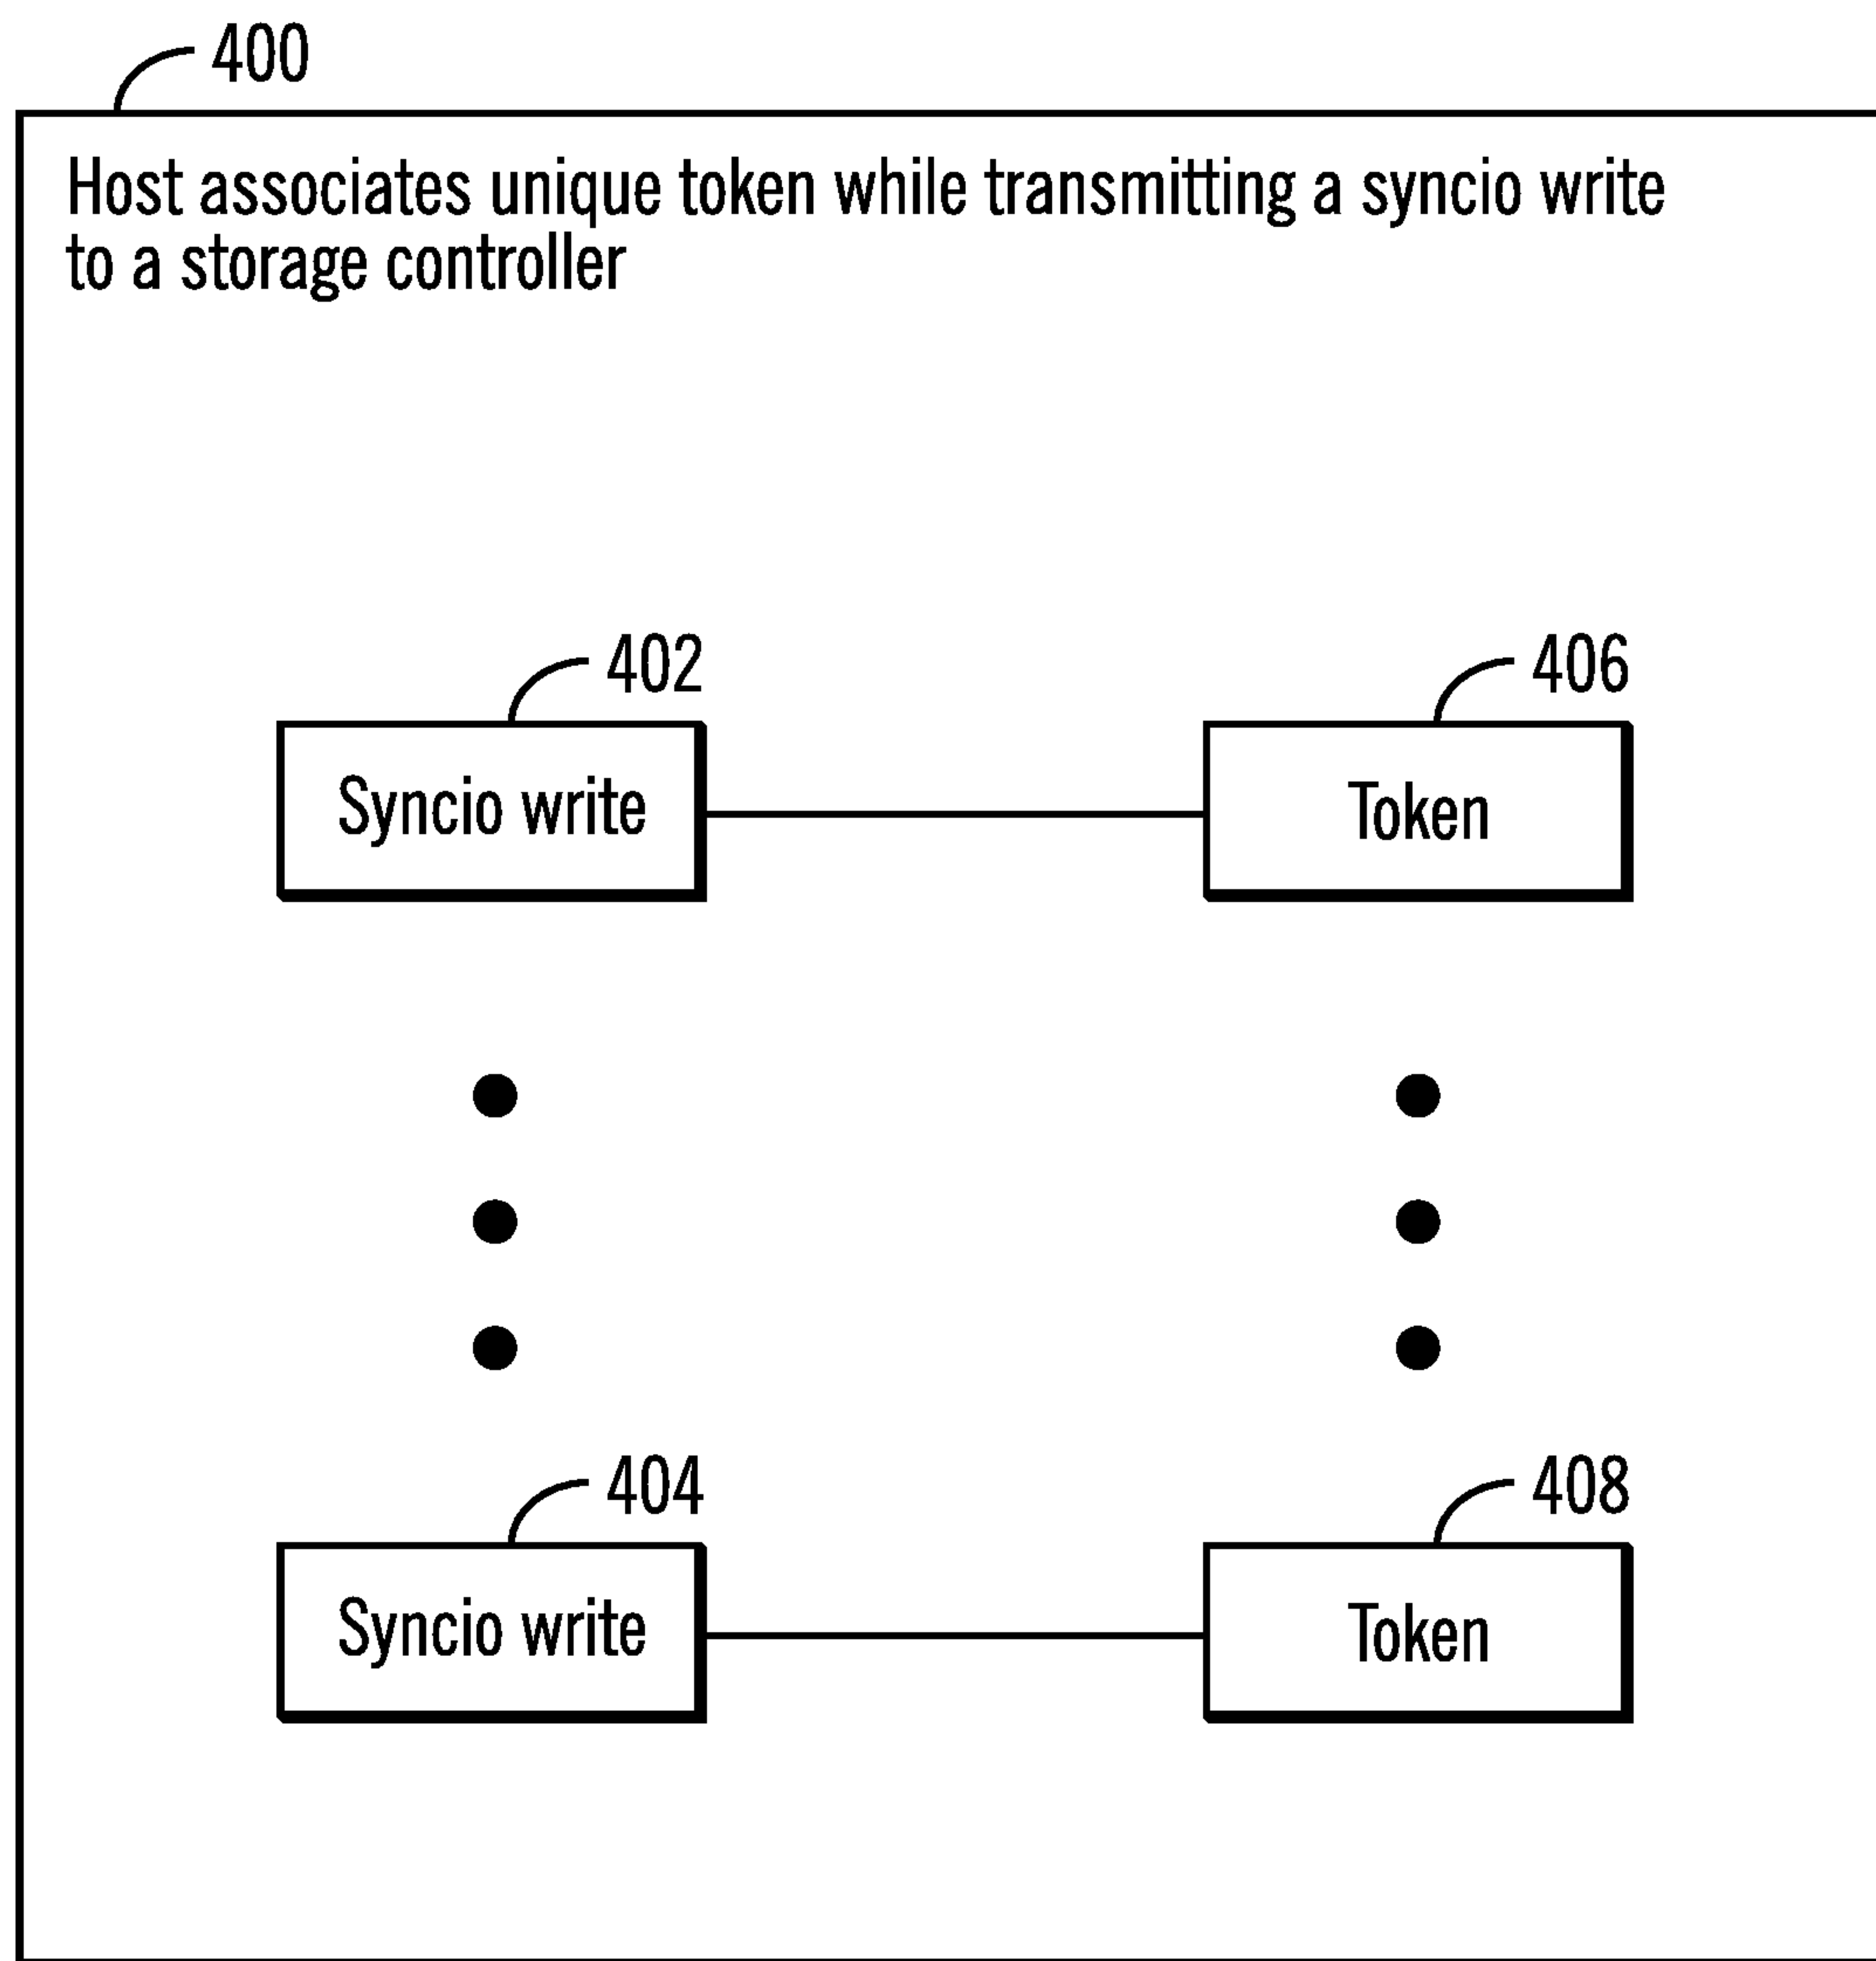 400
Host associates unique token while transmitting a syncio write
to a storage controller
402
406
Syncio write
Token
404
408
Syncio write
Token